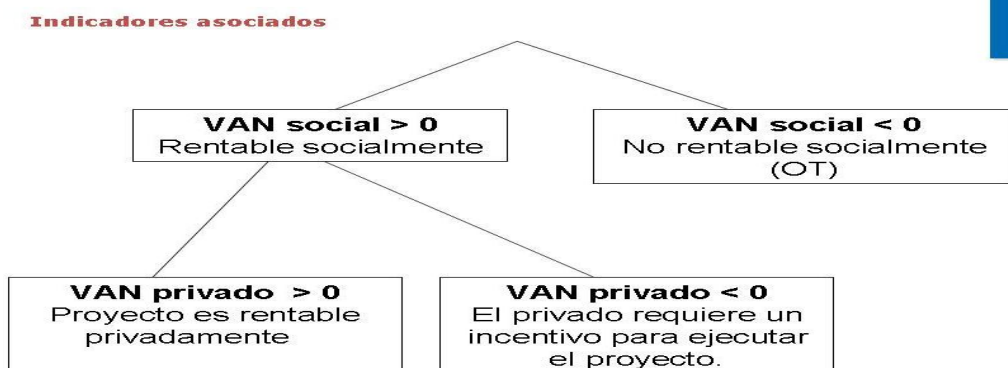 Indicadores asociados
VAN social > 0
Rentable socialmente
VAN social < 0
No rentable socialmente
(OT)
VAN privado > 0
Proyecto es rentable
privadamente
VAN privado < 0
El privado requiere un
incentivo para ejecutar
el proyecto.